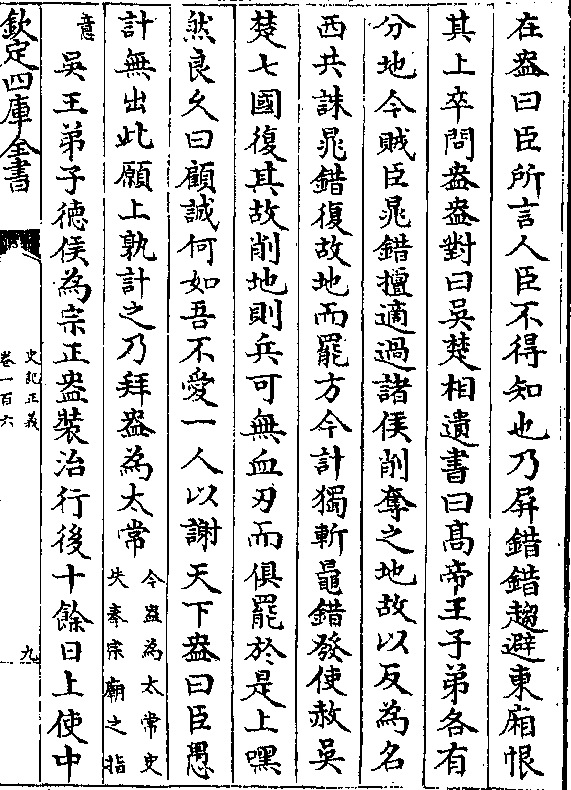 在盎曰臣所言人臣不得知也乃屏錯錯趨避東廂恨
其上卒問盎盎對曰吳楚相遺書曰髙帝王子弟各有
分地今賊臣晁錯擅適過諸侯削奪之地故以反為名
西共誅晁錯復故地而罷方今計獨斬鼂錯發使赦吳
楚七國復其故削地則兵可無血刃而俱罷於是上嘿
然良久曰顧誠何如吾不愛一人以謝天下盎曰臣愚
計無出此願上孰計之乃拜盎為太常令盎為太常史失奉宗廟之指
意吳王弟子徳侯為宗正盎裝治行後十餘日上使中
欽定四庫全書
史記正義
卷一百六
九